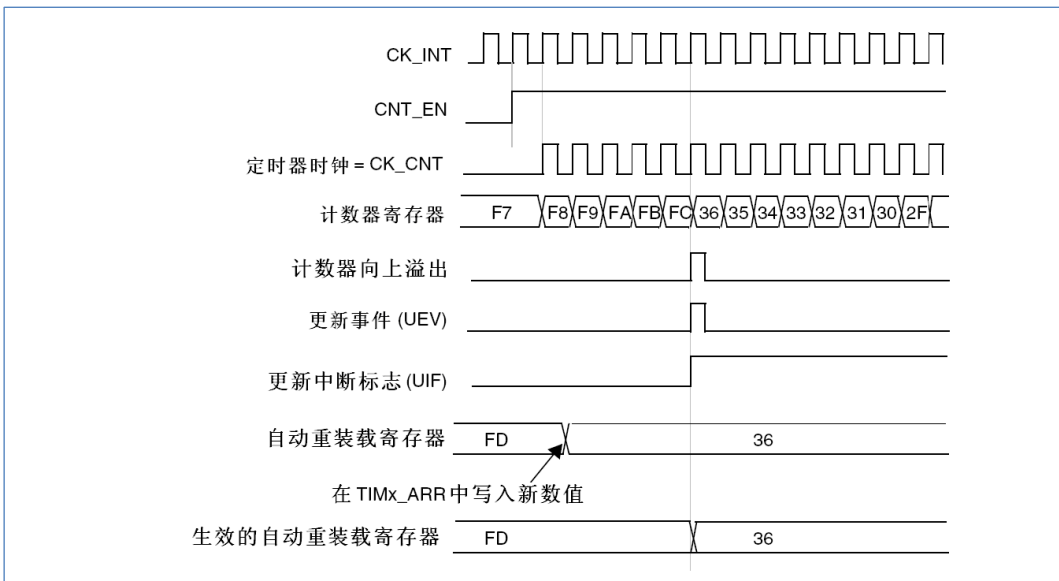 CK_INT
CNT_EN
定时器时钟 = CK_CNT
计数器寄存器 F7 F8 F9 FA FB FC 36 35 34 33 32 31 30 2F
计数器向上溢出
更新事件 (UEV)
更新中断标志 (UIF)
自动重装载寄存器 FD 36
在 TIMx_ARR 中写入新数值
生效的自动重装载寄存器 FD 36